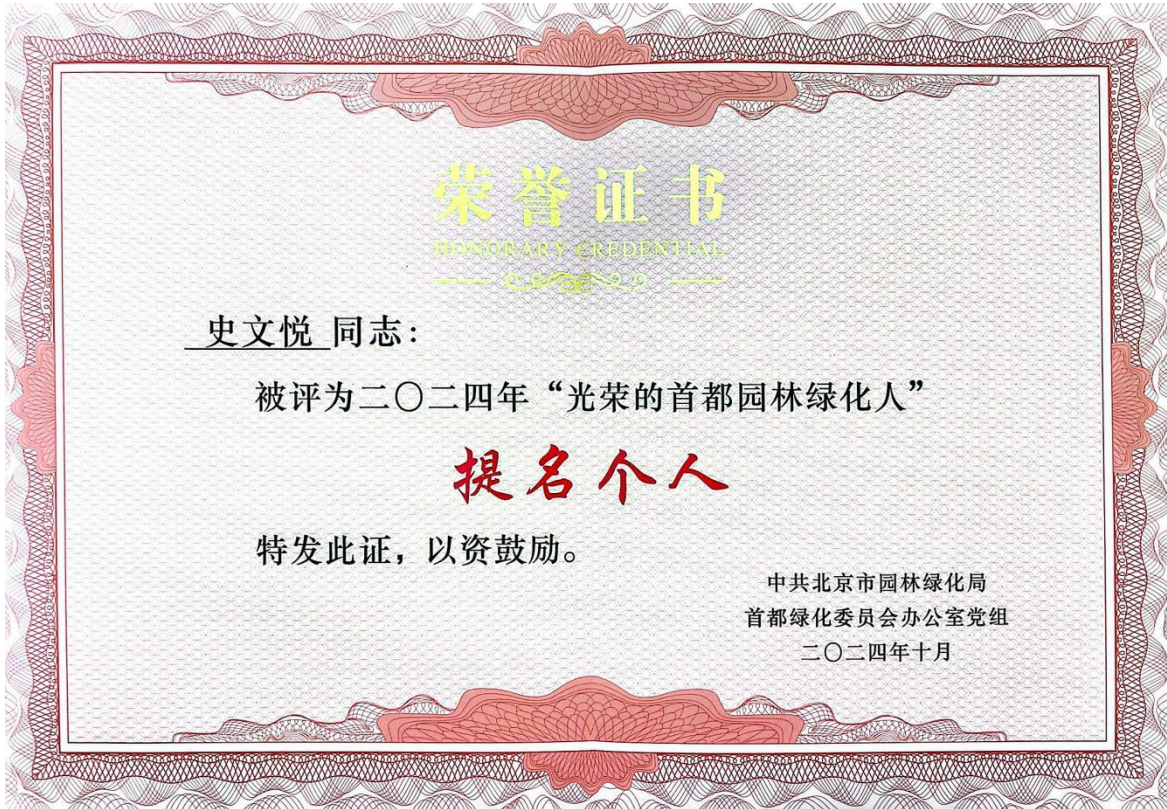 荣誉证书
HONORARY CREDENTIAL
史文悦 同志：
被评为二〇二四年“光荣的首都园林绿化人”
提名个人
特发此证，以资鼓励。
中共北京市园林绿化局
首都绿化委员会办公室党组
二〇二四年十月